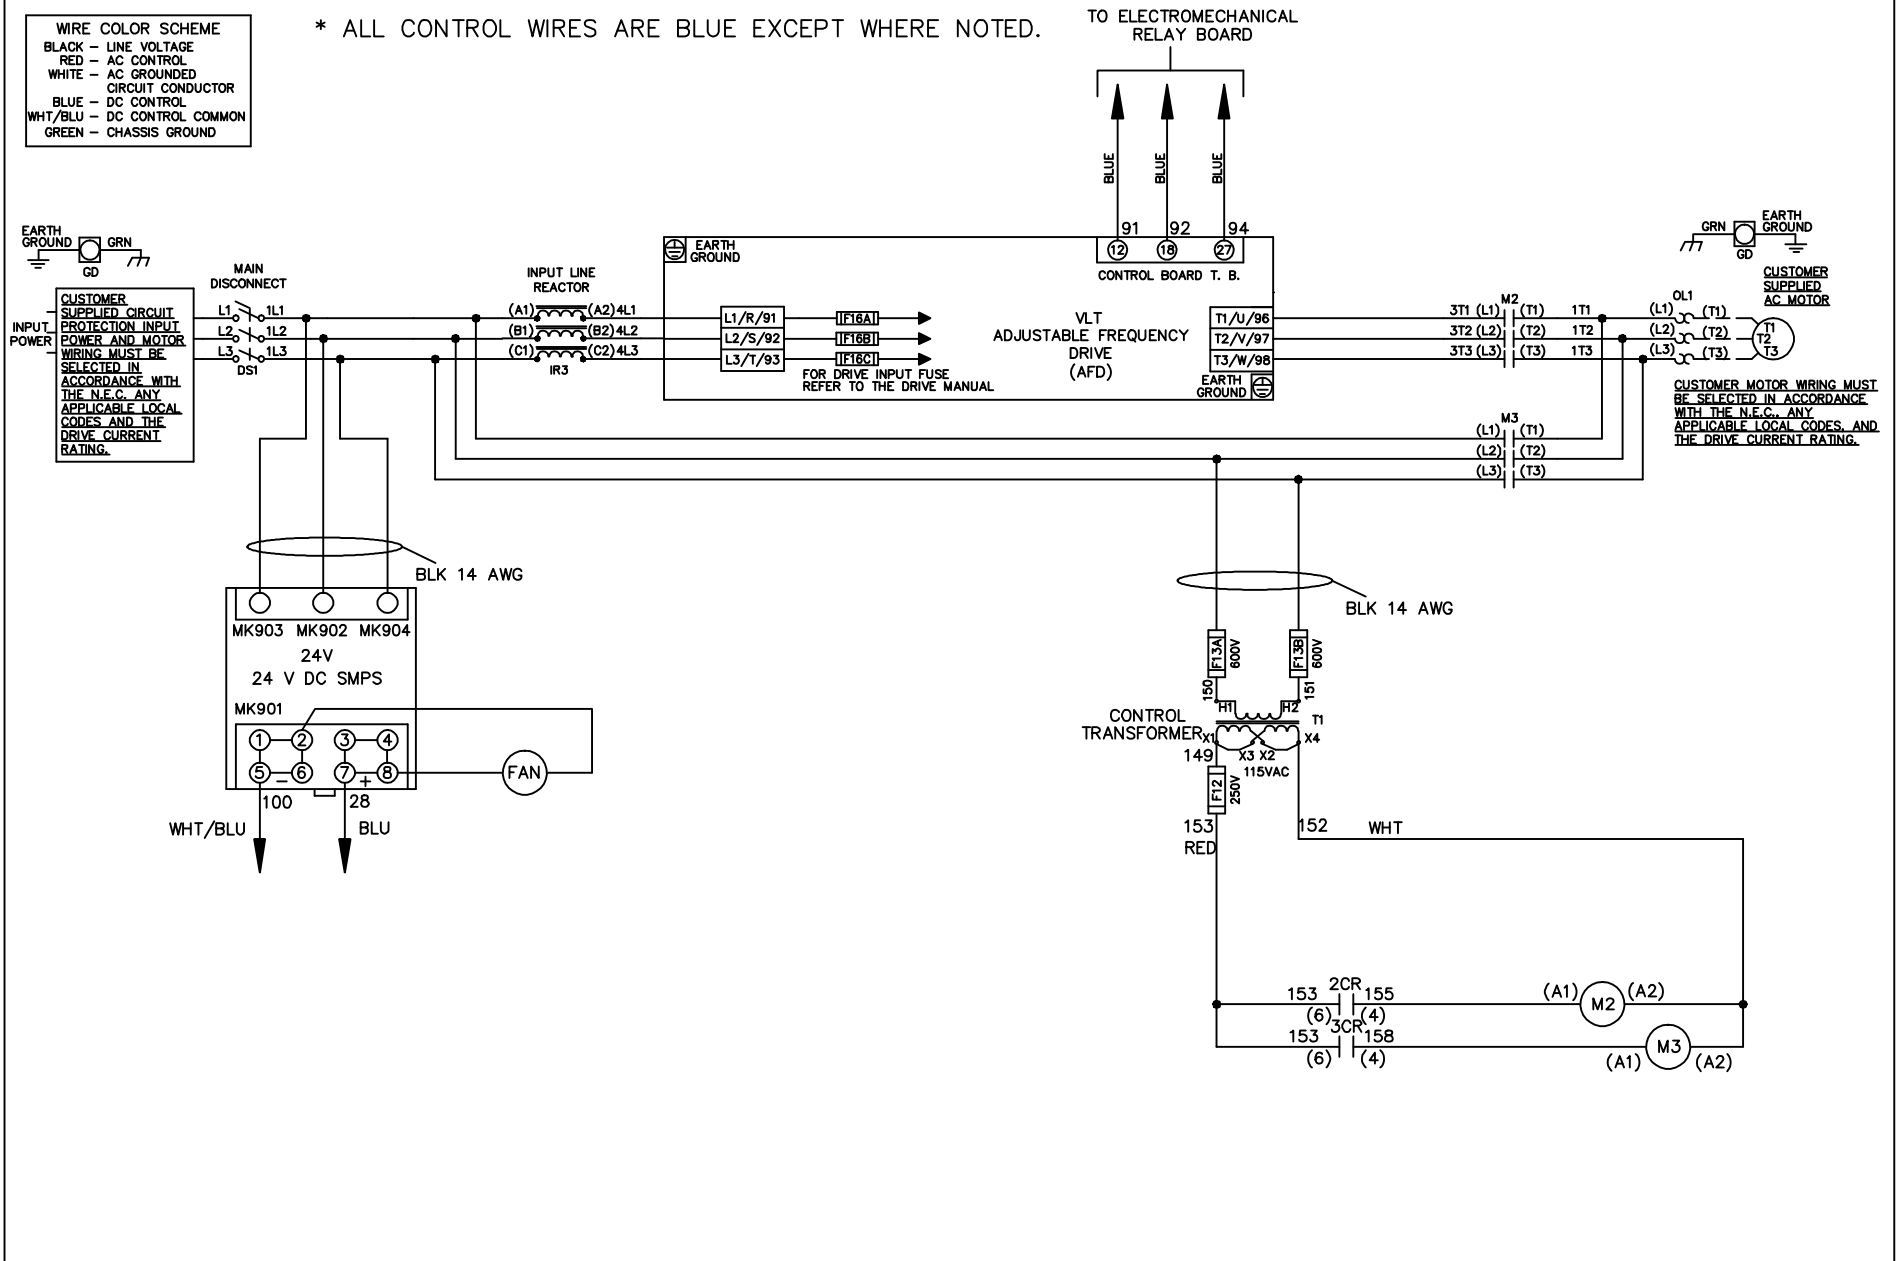 WIRE COLOR SCHEME
BLACK – LINE VOLTAGE
RED – AC CONTROL
WHITE – AC GROUNDED
CIRCUIT CONDUCTOR
BLUE – DC CONTROL
WHT/BLU – DC CONTROL COMMON
GREEN – CHASSIS GROUND
* ALL CONTROL WIRES ARE BLUE EXCEPT WHERE NOTED.
TO ELECTROMECHANICAL
RELAY BOARD
BLUE BLUE BLUE
91 92 94
12 18 27
CONTROL BOARD T. B.
EARTH
GROUND
GRN
GD
MAIN
DISCONNECT
INPUT LINE
REACTOR
EARTH
GROUND
GRN
EARTH
GROUND
GD
CUSTOMER
SUPPLIED
AC MOTOR
INPUT
POWER
CUSTOMER
SUPPLIED CIRCUIT
PROTECTION INPUT
POWER AND MOTOR
WIRING MUST BE
SELECTED IN
ACCORDANCE WITH
THE N.E.C. ANY
APPLICABLE LOCAL
CODES AND THE
DRIVE CURRENT
RATING.
L1 1L1
L2 1L2
L3 1L3
DS1
(A1) (A2) 4L1
(B1) (B2) 4L2
(C1) (C2) 4L3
IR3
L1/R/91
L2/S/92
L3/T/93
F16A
F16B
F16C
FOR DRIVE INPUT FUSE
REFER TO THE DRIVE MANUAL
VLT
ADJUSTABLE FREQUENCY
DRIVE
(AFD)
T1/U/96
T2/V/97
T3/W/98
EARTH
GROUND
M2
3T1 (L1) (T1) 1T1
3T2 (L2) (T2) 1T2
3T3 (L3) (T3) 1T3
OL1
(L1) (T1)
(L2) (T2)
(L3) (T3)
T1
T2
T3
CUSTOMER MOTOR WIRING MUST
BE SELECTED IN ACCORDANCE
WITH THE N.E.C., ANY
APPLICABLE LOCAL CODES, AND
THE DRIVE CURRENT RATING.
M3
(L1) (T1)
(L2) (T2)
(L3) (T3)
BLK 14 AWG
BLK 14 AWG
MK903 MK902 MK904
24V
24 V DC SMPS
MK901
1 2 3 4
5 – 6 7 + 8
FAN
100 28
WHT/BLU BLU
F13A 600V
F13B 600V
150 151
H1 H2
T1
CONTROL
TRANSFORMER
X1 X3 X2 X4
115VAC
149
F12 250V
153
RED
152 WHT
153 2CR 155
(6) (4)
(A1) M2 (A2)
153 3CR 158
(6) (4)
(A1) M3 (A2)